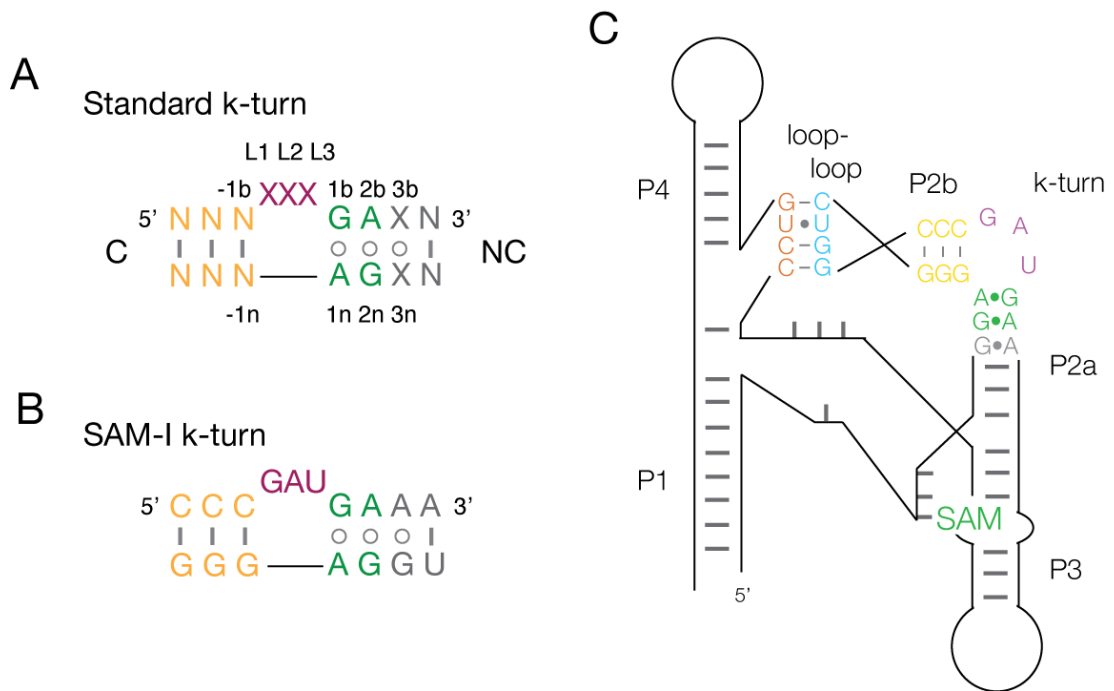 A
Standard k-turn
L1 L2 L3
-1b XXX 1b 2b 3b
5’ N N N G A X N 3’
C NC
N N N A G X N
-1n 1n 2n 3n
B
SAM-I k-turn
GAU
5’ C C C G A A A 3’
G G G A G G U
C
loop-
loop
P4
P2b
k-turn
G C
U U
C G
C G
CCC
GGG
G
A
U
A G
G A
G A
P2a
P1
SAM
P3
5’